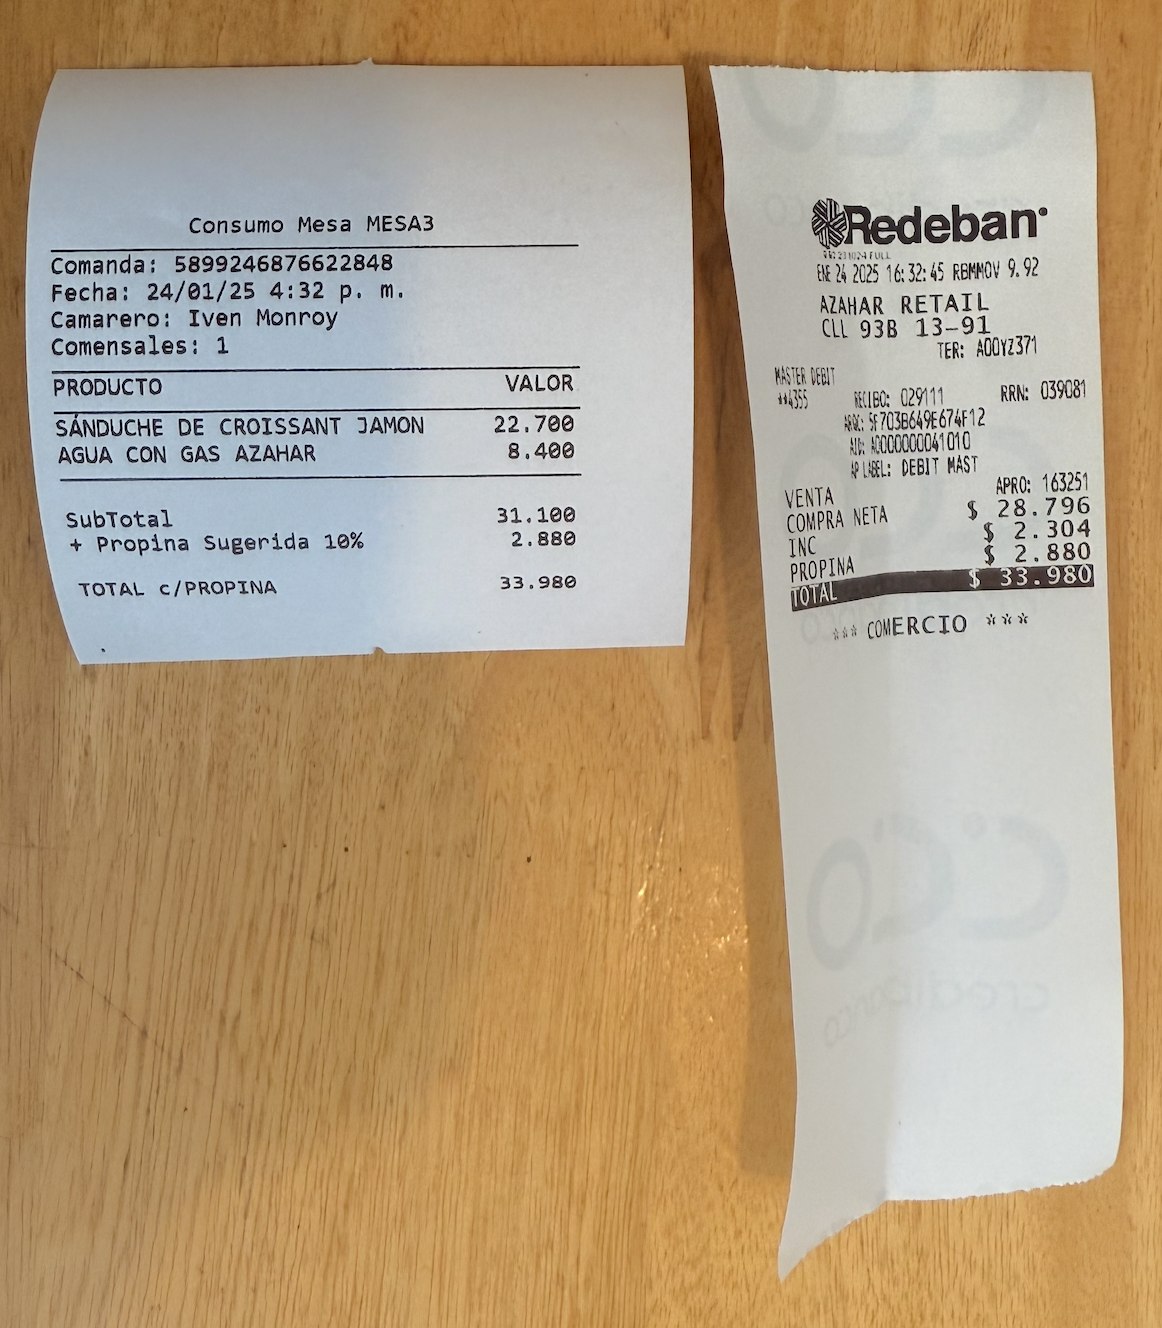 Consumo Mesa MESA3
Comanda: 5899246876622848
Fecha: 24/01/25 4:32 p. m.
Camarero: Iven Monroy
Comensales: 1
PRODUCTO VALOR
SÁNDUCHE DE CROISSANT JAMON 22.700
AGUA CON GAS AZAHAR 8.400
SubTotal 31.100
+ Propina Sugerida 10% 2.880
TOTAL c/PROPINA 33.980
Redeban
FULL
ENE 24 2025 16:32:45 RBMMOV 9.92
AZAHAR RETAIL
CLL 93B 13-91
TER: A00YZ371
MASTER DEBIT
**4355 RECIBO: 029111 RRN: 039081
ARQC: 5F703B649E674F12
AID: A0000000041010
AP LABEL: DEBIT MAST
VENTA APRO: 163251
COMPRA NETA $ 28.796
INC $ 2.304
PROPINA $ 2.880
TOTAL $ 33.980
*** COMERCIO ***
credibanco